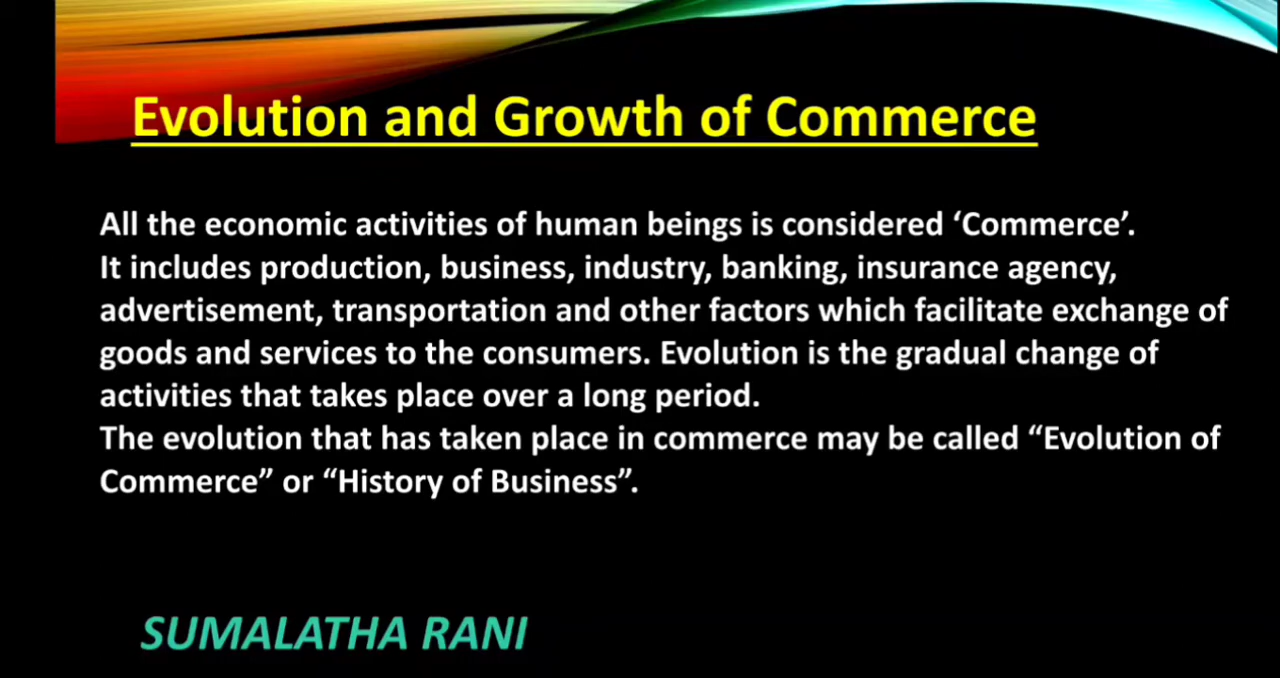 Evolution and Growth of Commerce
All the economic activities of human beings is considered ‘Commerce’.
It includes production, business, industry, banking, insurance agency,
advertisement, transportation and other factors which facilitate exchange of
goods and services to the consumers. Evolution is the gradual change of
activities that takes place over a long period.
The evolution that has taken place in commerce may be called “Evolution of
Commerce” or “History of Business”.
SUMALATHA RANI